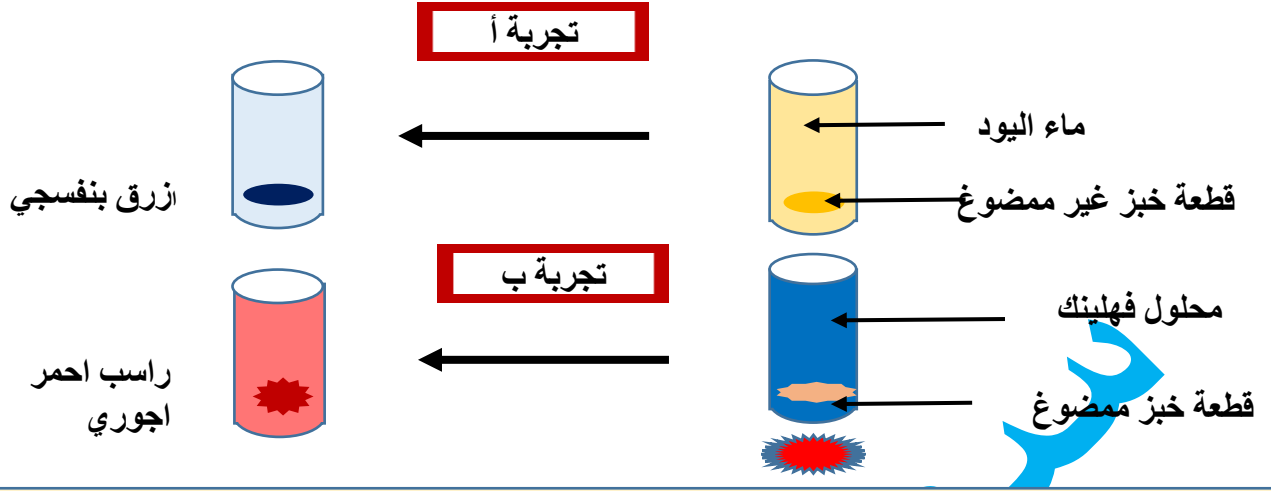 تجربة أ
ماء اليود
قطعة خبز غير ممضوغ
ازرق بنفسجي
تجربة ب
محلول فهلينك
قطعة خبز ممضوغ
راسب احمر
اجوري